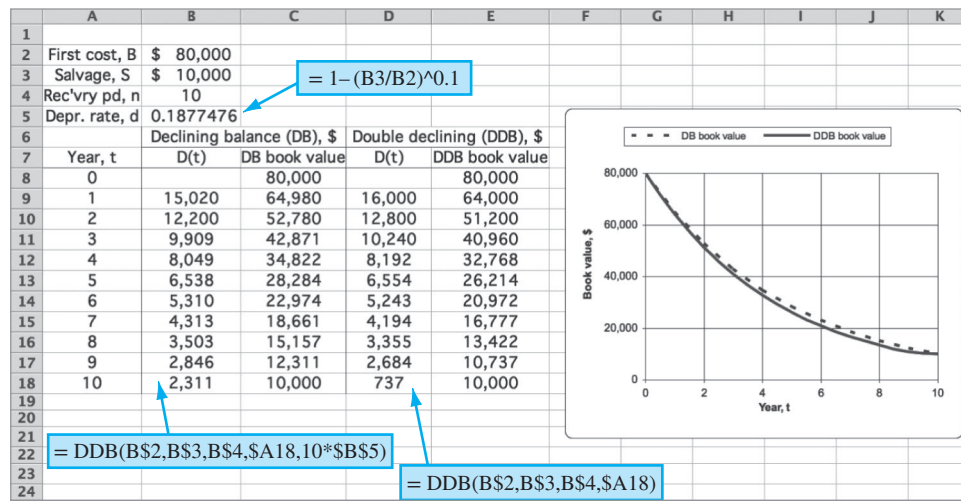 A B C D E F G H I J K
1
2 First cost, B $ 80,000
3 Salvage, S $ 10,000
= 1– (B3/B2)^0.1
4 Rec'vry pd, n 10
5 Depr. rate, d 0.1877476
6 Declining balance (DB), $ Double declining (DDB), $
7 Year, t D(t) DB book value D(t) DDB book value
8 0 80,000 80,000
9 1 15,020 64,980 16,000 64,000
10 2 12,200 52,780 12,800 51,200
11 3 9,909 42,871 10,240 40,960
12 4 8,049 34,822 8,192 32,768
13 5 6,538 28,284 6,554 26,214
14 6 5,310 22,974 5,243 20,972
15 7 4,313 18,661 4,194 16,777
16 8 3,503 15,157 3,355 13,422
17 9 2,846 12,311 2,684 10,737
18 10 2,311 10,000 737 10,000
19
20
21
22
23
24
= DDB(B$2,B$3,B$4,$A18,10*$B$5)
= DDB(B$2,B$3,B$4,$A18)
DB book value DDB book value
Book value, $
80,000
60,000
40,000
20,000
0
0 2 4 6 8 10
Year, t